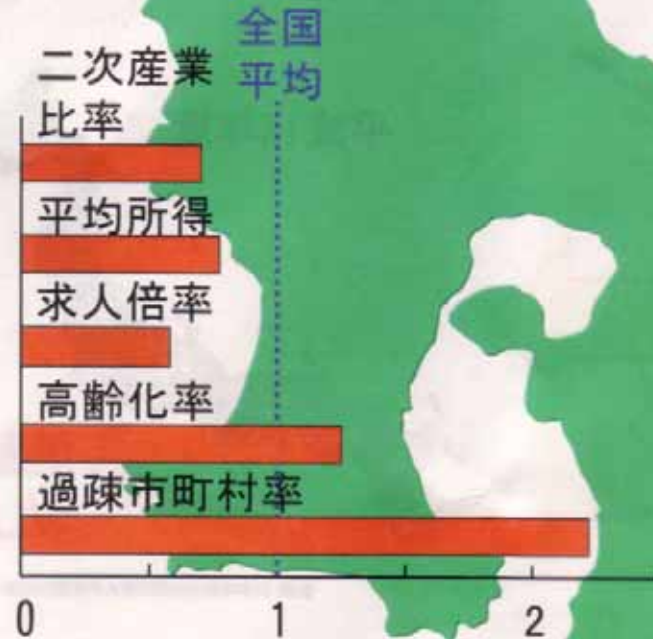 全国
平均
二次産業
比率
平均所得
求人倍率
高齢化率
過疎市町村率
0 1 2